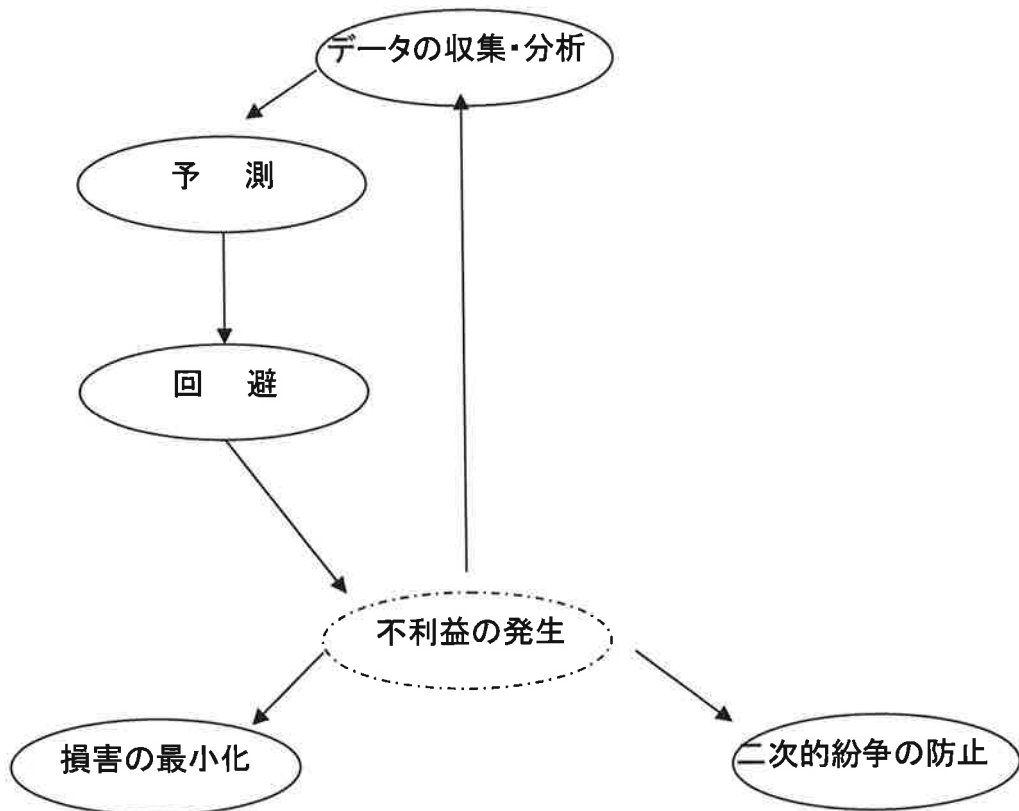 データの収集・分析
予 測
回 避
不利益の発生
損害の最小化
二次的紛争の防止